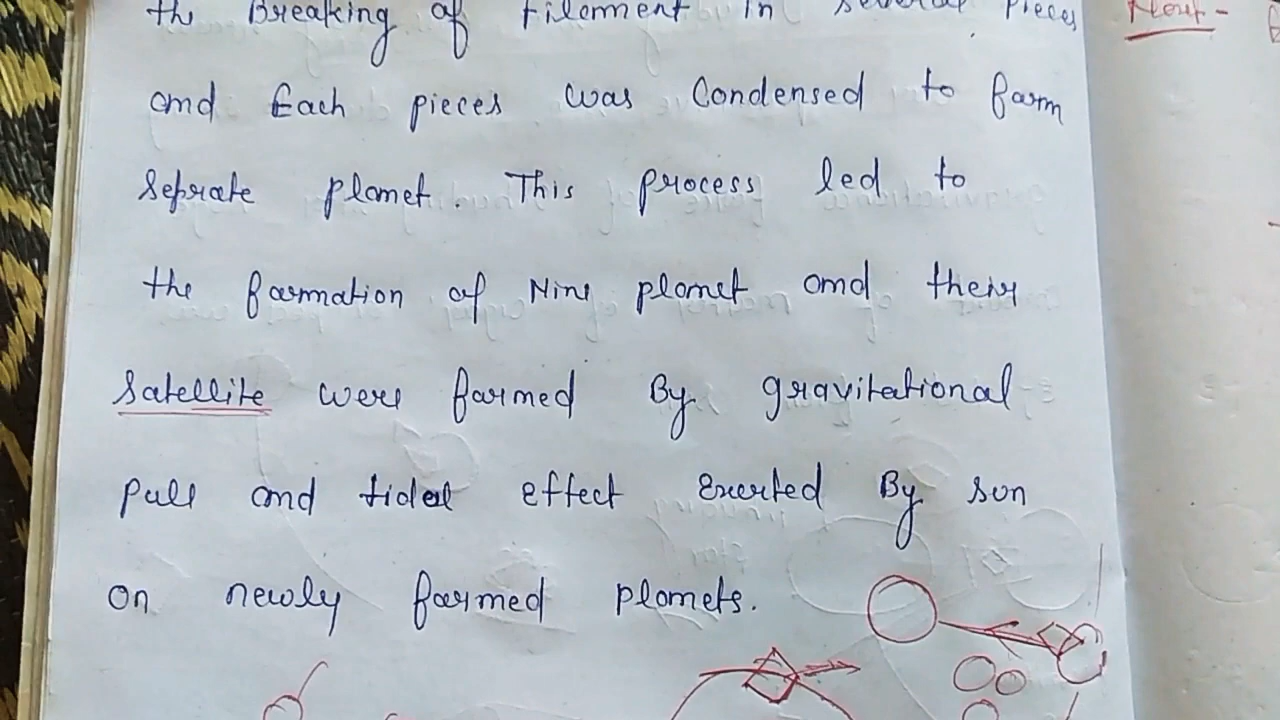 the Breaking of Filemment in several pieces
and Each pieces was Condensed to form
Seprate planet. This process led to
the formation of Nine planet and their
Satellite were formed By gravitational
pull and tidal effect Exerted By son
on newly formed planets.